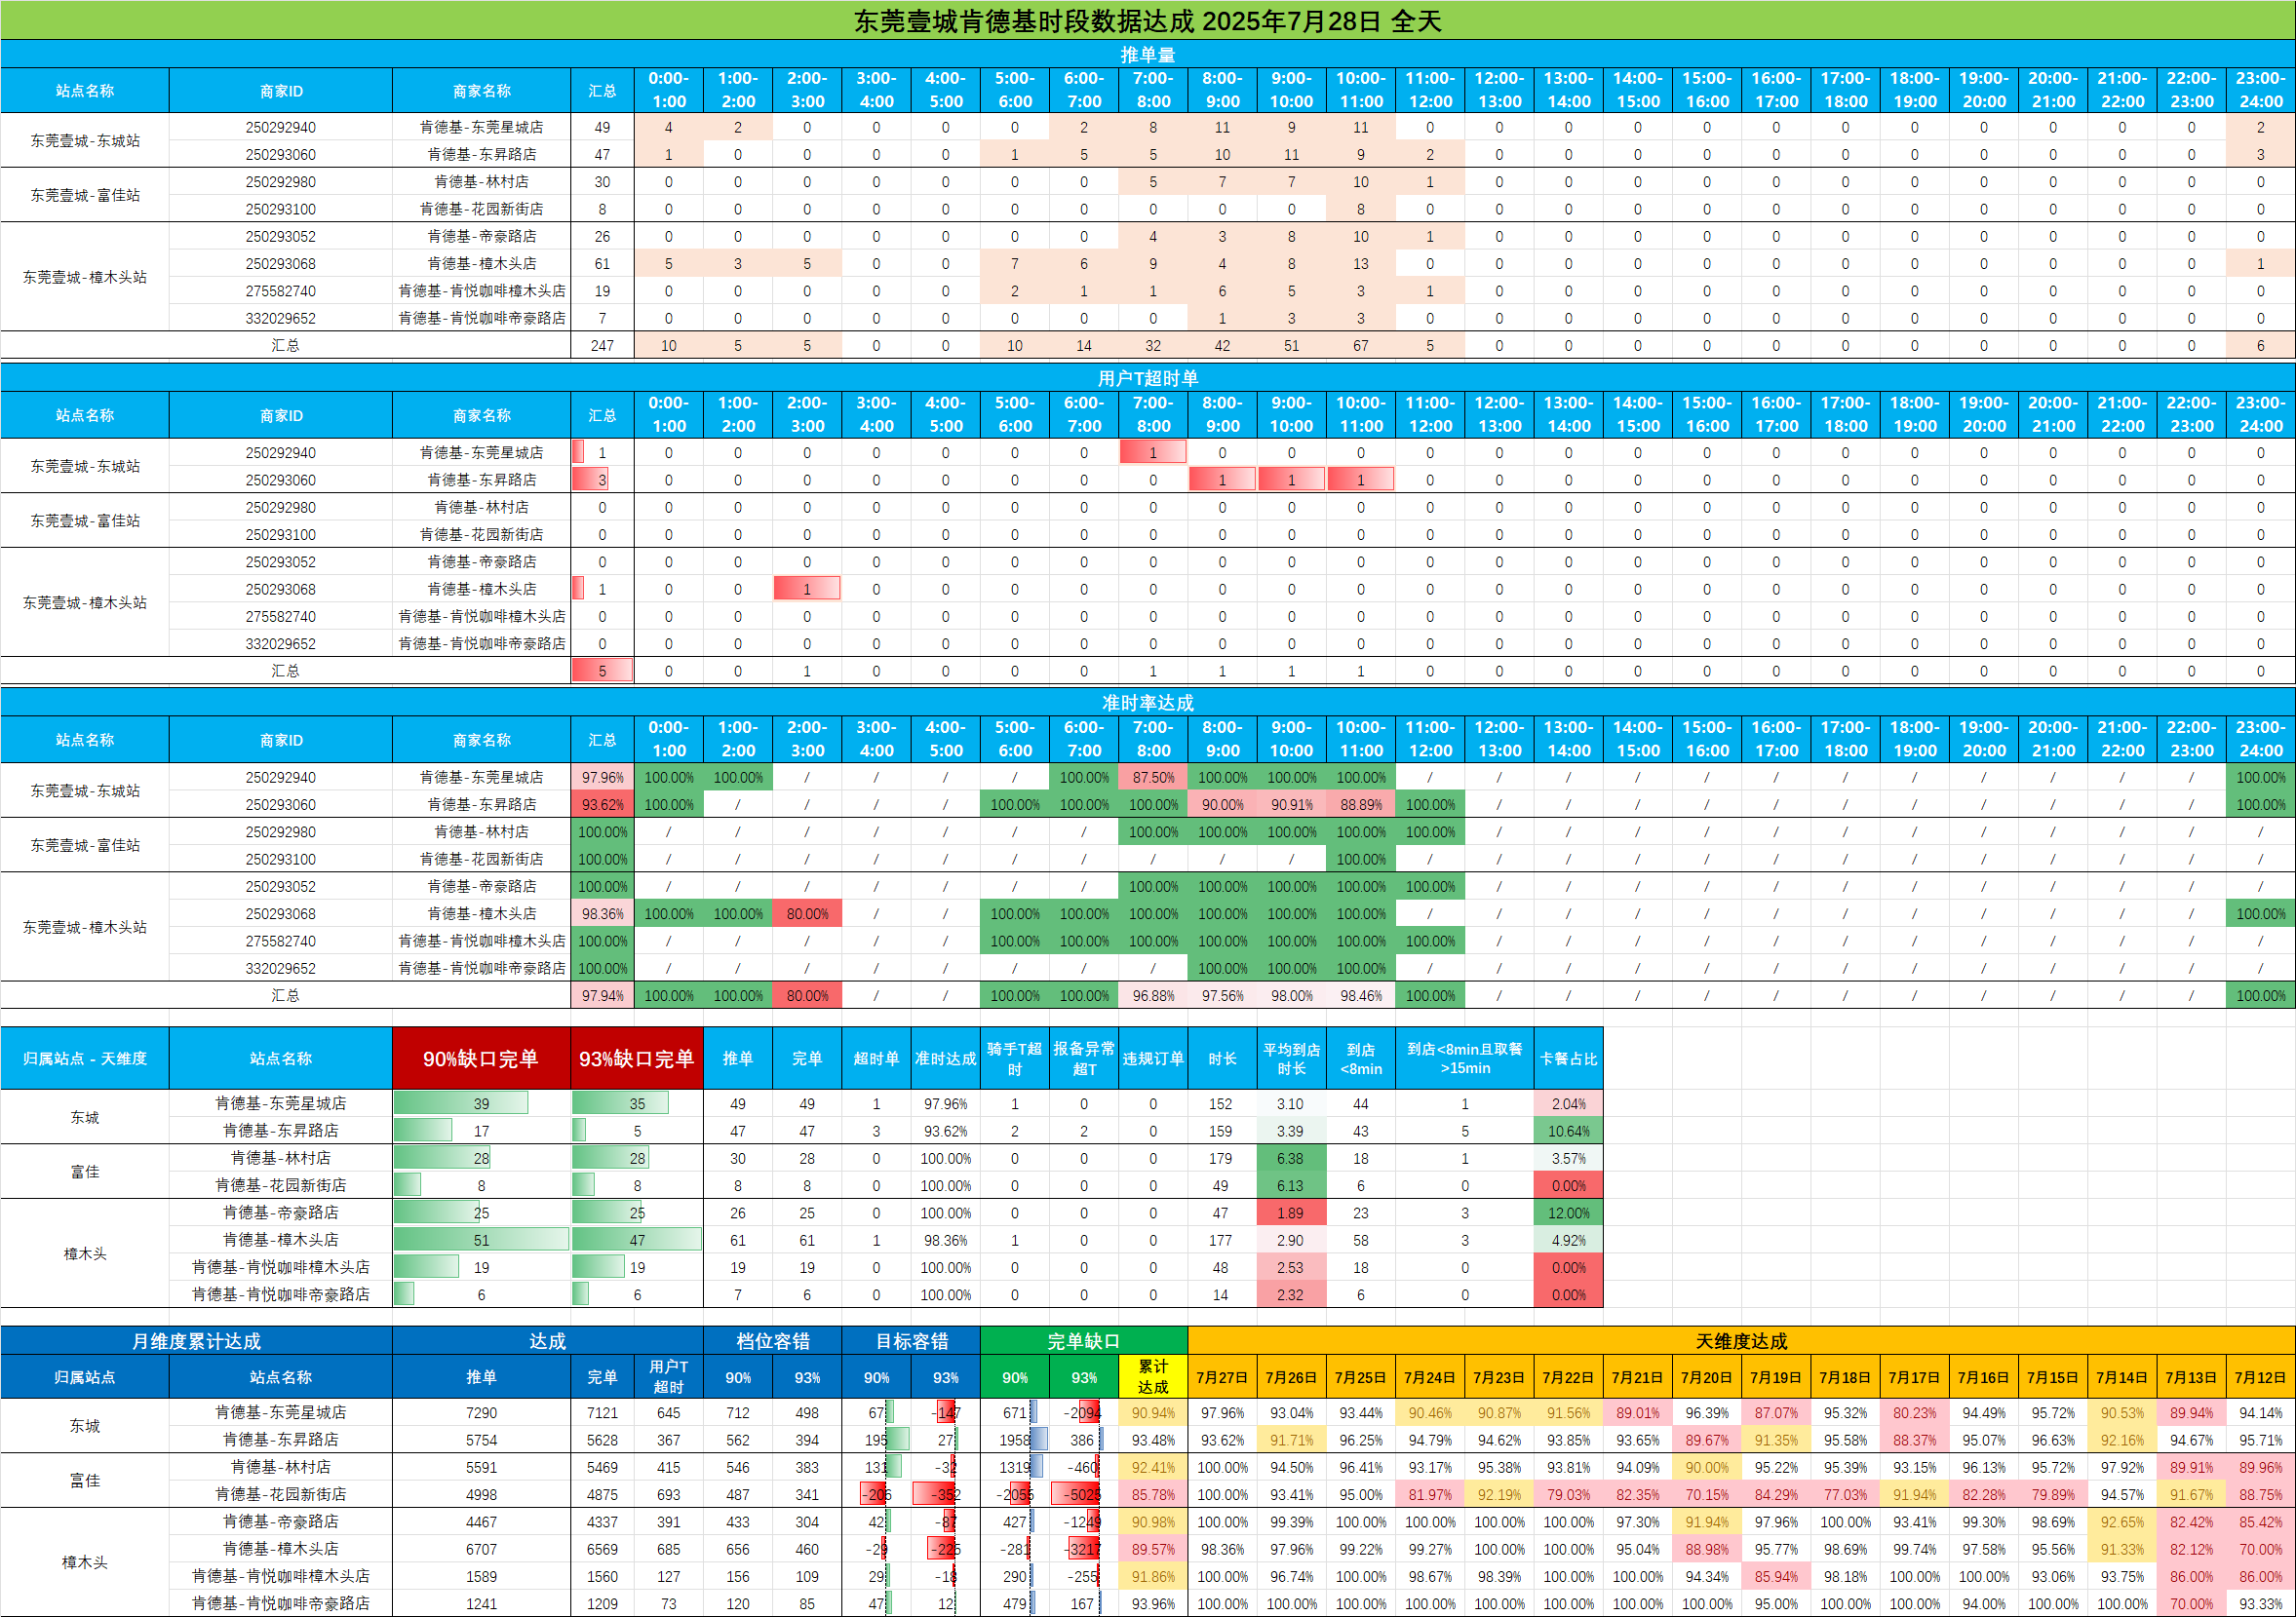 东莞壹城肯德基时段数据达成 2025年7月28日 全天
推单量
站点名称 商家ID 商家名称 汇总 0:00-1:00 1:00-2:00 2:00-3:00 3:00-4:00 4:00-5:00 5:00-6:00 6:00-7:00 7:00-8:00 8:00-9:00 9:00-10:00 10:00-11:00 11:00-12:00 12:00-13:00 13:00-14:00 14:00-15:00 15:00-16:00 16:00-17:00 17:00-18:00 18:00-19:00 19:00-20:00 20:00-21:00 21:00-22:00 22:00-23:00 23:00-24:00
东莞壹城-东城站 250292940 肯德基-东莞星城店 49 4 2 0 0 0 0 2 8 11 9 11 0 0 0 0 0 0 0 0 0 0 0 0 2
250293060 肯德基-东昇路店 47 1 0 0 0 0 1 5 5 10 11 9 2 0 0 0 0 0 0 0 0 0 0 0 3
东莞壹城-富佳站 250292980 肯德基-林村店 30 0 0 0 0 0 0 0 5 7 7 10 1 0 0 0 0 0 0 0 0 0 0 0 0
250293100 肯德基-花园新街店 8 0 0 0 0 0 0 0 0 0 0 8 0 0 0 0 0 0 0 0 0 0 0 0 0
东莞壹城-樟木头站 250293052 肯德基-帝豪路店 26 0 0 0 0 0 0 0 4 3 8 10 1 0 0 0 0 0 0 0 0 0 0 0 0
250293068 肯德基-樟木头店 61 5 3 5 0 0 7 6 9 4 8 13 0 0 0 0 0 0 0 0 0 0 0 0 1
275582740 肯德基-肯悦咖啡樟木头店 19 0 0 0 0 0 2 1 1 6 5 3 1 0 0 0 0 0 0 0 0 0 0 0 0
332029652 肯德基-肯悦咖啡帝豪路店 7 0 0 0 0 0 0 0 0 1 3 3 0 0 0 0 0 0 0 0 0 0 0 0 0
汇总 247 10 5 5 0 0 10 14 32 42 51 67 5 0 0 0 0 0 0 0 0 0 0 0 6
用户T超时单
站点名称 商家ID 商家名称 汇总 0:00-1:00 1:00-2:00 2:00-3:00 3:00-4:00 4:00-5:00 5:00-6:00 6:00-7:00 7:00-8:00 8:00-9:00 9:00-10:00 10:00-11:00 11:00-12:00 12:00-13:00 13:00-14:00 14:00-15:00 15:00-16:00 16:00-17:00 17:00-18:00 18:00-19:00 19:00-20:00 20:00-21:00 21:00-22:00 22:00-23:00 23:00-24:00
东莞壹城-东城站 250292940 肯德基-东莞星城店 1 0 0 0 0 0 0 0 1 0 0 0 0 0 0 0 0 0 0 0 0 0 0 0 0
250293060 肯德基-东昇路店 3 0 0 0 0 0 0 0 0 1 1 1 0 0 0 0 0 0 0 0 0 0 0 0 0
东莞壹城-富佳站 250292980 肯德基-林村店 0 0 0 0 0 0 0 0 0 0 0 0 0 0 0 0 0 0 0 0 0 0 0 0 0
250293100 肯德基-花园新街店 0 0 0 0 0 0 0 0 0 0 0 0 0 0 0 0 0 0 0 0 0 0 0 0 0
东莞壹城-樟木头站 250293052 肯德基-帝豪路店 0 0 0 0 0 0 0 0 0 0 0 0 0 0 0 0 0 0 0 0 0 0 0 0 0
250293068 肯德基-樟木头店 1 0 0 1 0 0 0 0 0 0 0 0 0 0 0 0 0 0 0 0 0 0 0 0 0
275582740 肯德基-肯悦咖啡樟木头店 0 0 0 0 0 0 0 0 0 0 0 0 0 0 0 0 0 0 0 0 0 0 0 0 0
332029652 肯德基-肯悦咖啡帝豪路店 0 0 0 0 0 0 0 0 0 0 0 0 0 0 0 0 0 0 0 0 0 0 0 0 0
汇总 5 0 0 1 0 0 0 0 1 1 1 1 0 0 0 0 0 0 0 0 0 0 0 0 0
准时率达成
站点名称 商家ID 商家名称 汇总 0:00-1:00 1:00-2:00 2:00-3:00 3:00-4:00 4:00-5:00 5:00-6:00 6:00-7:00 7:00-8:00 8:00-9:00 9:00-10:00 10:00-11:00 11:00-12:00 12:00-13:00 13:00-14:00 14:00-15:00 15:00-16:00 16:00-17:00 17:00-18:00 18:00-19:00 19:00-20:00 20:00-21:00 21:00-22:00 22:00-23:00 23:00-24:00
东莞壹城-东城站 250292940 肯德基-东莞星城店 97.96% 100.00% 100.00% / / / / 100.00% 87.50% 100.00% 100.00% 100.00% / / / / / / / / / / / / 100.00%
250293060 肯德基-东昇路店 93.62% 100.00% / / / / 100.00% 100.00% 100.00% 90.00% 90.91% 88.89% 100.00% / / / / / / / / / / / 100.00%
东莞壹城-富佳站 250292980 肯德基-林村店 100.00% / / / / / / / 100.00% 100.00% 100.00% 100.00% 100.00% / / / / / / / / / / / /
250293100 肯德基-花园新街店 100.00% / / / / / / / / / / 100.00% / / / / / / / / / / / / /
东莞壹城-樟木头站 250293052 肯德基-帝豪路店 100.00% / / / / / / / 100.00% 100.00% 100.00% 100.00% 100.00% / / / / / / / / / / / /
250293068 肯德基-樟木头店 98.36% 100.00% 100.00% 80.00% / / 100.00% 100.00% 100.00% 100.00% 100.00% 100.00% / / / / / / / / / / / / 100.00%
275582740 肯德基-肯悦咖啡樟木头店 100.00% / / / / / 100.00% 100.00% 100.00% 100.00% 100.00% 100.00% 100.00% / / / / / / / / / / / /
332029652 肯德基-肯悦咖啡帝豪路店 100.00% / / / / / / / / 100.00% 100.00% 100.00% / / / / / / / / / / / / /
汇总 97.94% 100.00% 100.00% 80.00% / / 100.00% 100.00% 96.88% 97.56% 98.00% 98.46% 100.00% / / / / / / / / / / / 100.00%
归属站点 - 天维度 站点名称 90%缺口完单 93%缺口完单 推单 完单 超时单 准时达成 骑手T超时 报备异常超T 违规订单 时长 平均到店时长 到店<8min 到店<8min且取餐>15min 卡餐占比
东城 肯德基-东莞星城店 39 35 49 49 1 97.96% 1 0 0 152 3.10 44 1 2.04%
肯德基-东昇路店 17 5 47 47 3 93.62% 2 2 0 159 3.39 43 5 10.64%
富佳 肯德基-林村店 28 28 30 28 0 100.00% 0 0 0 179 6.38 18 1 3.57%
肯德基-花园新街店 8 8 8 8 0 100.00% 0 0 0 49 6.13 6 0 0.00%
樟木头 肯德基-帝豪路店 25 25 26 25 0 100.00% 0 0 0 47 1.89 23 3 12.00%
肯德基-樟木头店 51 47 61 61 1 98.36% 1 0 0 177 2.90 58 3 4.92%
肯德基-肯悦咖啡樟木头店 19 19 19 19 0 100.00% 0 0 0 48 2.53 18 0 0.00%
肯德基-肯悦咖啡帝豪路店 6 6 7 6 0 100.00% 0 0 0 14 2.32 6 0 0.00%
月维度累计达成 达成 档位容错 目标容错 完单缺口 天维度达成
归属站点 站点名称 推单 完单 用户T超时 90% 93% 90% 93% 90% 93% 累计达成 7月27日 7月26日 7月25日 7月24日 7月23日 7月22日 7月21日 7月20日 7月19日 7月18日 7月17日 7月16日 7月15日 7月14日 7月13日 7月12日
东城 肯德基-东莞星城店 7290 7121 645 712 498 67 -147 671 -2094 90.94% 97.96% 93.04% 93.44% 90.46% 90.87% 91.56% 89.01% 96.39% 87.07% 95.32% 80.23% 94.49% 95.72% 90.53% 89.94% 94.14%
肯德基-东昇路店 5754 5628 367 562 394 195 27 1958 386 93.48% 93.62% 91.71% 96.25% 94.79% 94.62% 93.85% 93.65% 89.67% 91.35% 95.58% 88.37% 95.07% 96.63% 92.16% 94.67% 95.71%
富佳 肯德基-林村店 5591 5469 415 546 383 131 -32 1319 -460 92.41% 100.00% 94.50% 96.41% 93.17% 95.38% 93.81% 94.09% 90.00% 95.22% 95.39% 93.15% 96.13% 95.72% 97.92% 89.91% 89.96%
肯德基-花园新街店 4998 4875 693 487 341 -206 -352 -2055 -5025 85.78% 100.00% 93.41% 95.00% 81.97% 92.19% 79.03% 82.35% 70.15% 84.29% 77.03% 91.94% 82.28% 79.89% 94.57% 91.67% 88.75%
樟木头 肯德基-帝豪路店 4467 4337 391 433 304 42 -87 427 -1249 90.98% 100.00% 99.39% 100.00% 100.00% 100.00% 100.00% 97.30% 91.94% 97.96% 100.00% 93.41% 99.30% 98.69% 92.65% 82.42% 85.42%
肯德基-樟木头店 6707 6569 685 656 460 -29 -225 -281 -3217 89.57% 98.36% 97.96% 99.22% 99.27% 100.00% 100.00% 95.04% 88.98% 95.77% 98.69% 99.74% 97.58% 95.56% 91.33% 82.12% 70.00%
肯德基-肯悦咖啡樟木头店 1589 1560 127 156 109 29 -18 290 -255 91.86% 100.00% 96.74% 100.00% 98.67% 98.39% 100.00% 100.00% 94.34% 85.94% 98.18% 100.00% 100.00% 93.06% 93.75% 86.00% 86.00%
肯德基-肯悦咖啡帝豪路店 1241 1209 73 120 85 47 12 479 167 93.96% 100.00% 100.00% 100.00% 100.00% 100.00% 100.00% 100.00% 100.00% 95.00% 100.00% 100.00% 94.00% 100.00% 100.00% 70.00% 93.33%